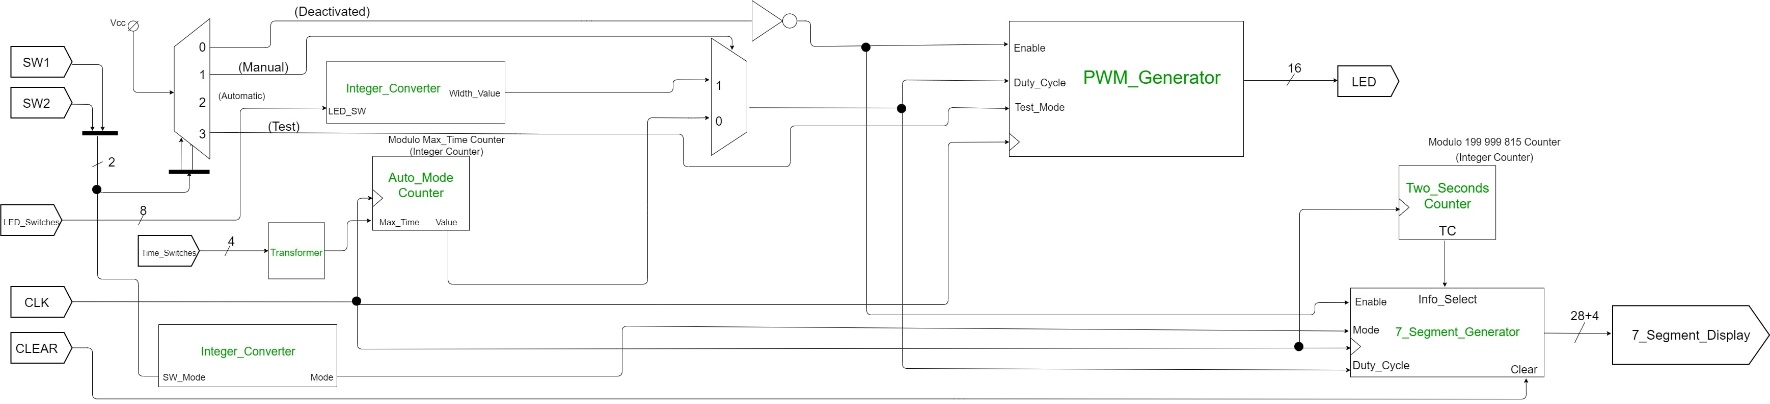 (Deactivated)
Vcc
SW1
SW2
0
1
2
3
(Manual)
(Automatic)
(Test)
2
Integer_Converter
LED_SW
Width_Value
1
0
Enable
Duty_Cycle
Test_Mode
PWM_Generator
16
LED
Modulo Max_Time Counter
(Integer Counter)
Auto_Mode
Counter
Max_Time
Value
LED_Switches
8
Time_Switches
4
Transformer
Modulo 199 999 815 Counter
(Integer Counter)
Two_Seconds
Counter
TC
CLK
CLEAR
Integer_Converter
SW_Mode
Mode
Enable
Info_Select
Mode
7_Segment_Generator
Duty_Cycle
Clear
28+4
7_Segment_Display